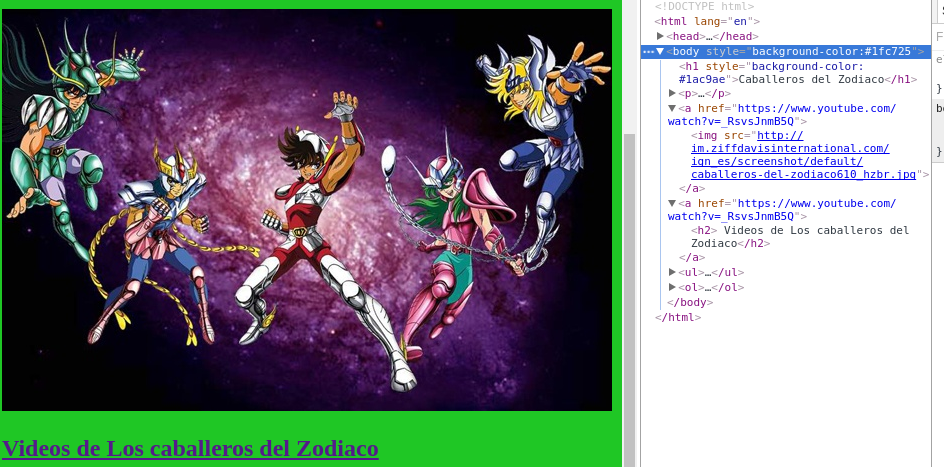 Videos de Los caballeros del Zodiaco
<!DOCTYPE html>
<html lang="en">
▶<head>…</head>
•••▼<body style="background-color:#1fc725">
<h1 style="background-color:
#1ac9ae">Caballeros del Zodiaco</h1>
▶<p>…</p>
▼<a href="https://www.youtube.com/
watch?v=_RsvsJnmB5Q">
<img src="http://
im.ziffdavisinternational.com/
ign_es/screenshot/default/
caballeros-del-zodiaco610_hzbr.jpg">
</a>
▼<a href="https://www.youtube.com/
watch?v=_RsvsJnmB5Q">
<h2> Videos de Los caballeros del
Zodiaco</h2>
</a>
▶<ul>…</ul>
▶<ol>…</ol>
</body>
</html>
}
}